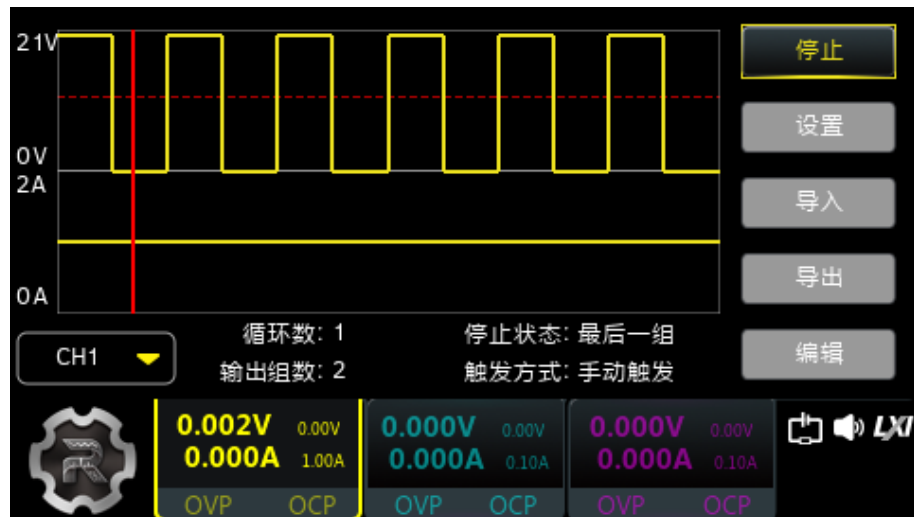 21V
停止
设置
0V
2A
导入
导出
0A
循环数: 1
停止状态: 最后一组
CH1
编辑
输出组数: 2
触发方式: 手动触发
0.002V 0.00V
0.000A 1.00A
OVP OCP
0.000V 0.00V
0.000A 0.10A
OVP OCP
0.000V 0.00V
0.000A 0.10A
OVP OCP
LXI